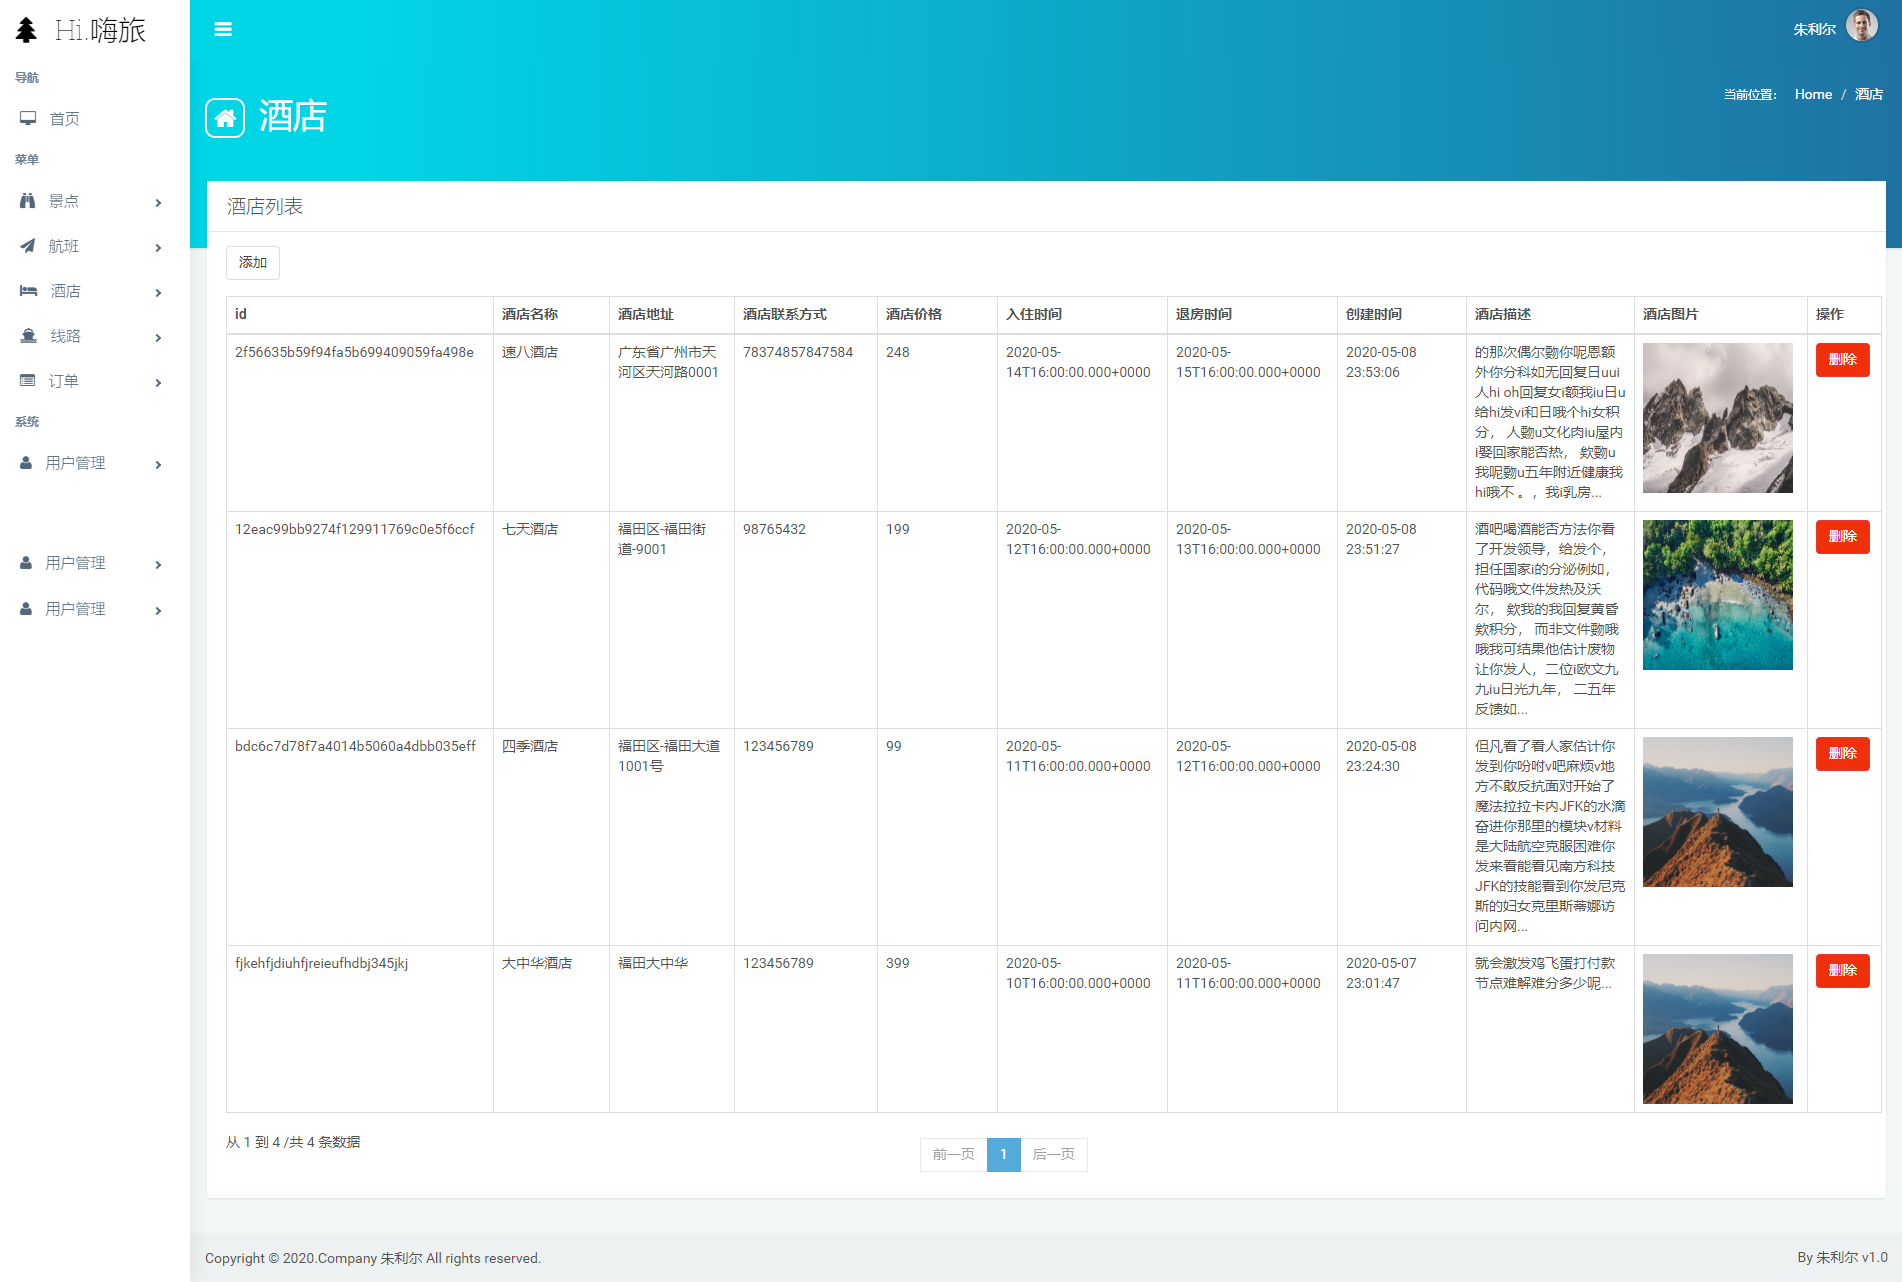 Hi.嗨旅
导航
首页
菜单
景点
航班
酒店
线路
订单
系统
用户管理
用户管理
用户管理
朱利尔
酒店
当前位置： Home / 酒店
酒店列表
添加
id 酒店名称 酒店地址 酒店联系方式 酒店价格 入住时间 退房时间 创建时间 酒店描述 酒店图片 操作
2f56635b59f94fa5b699409059fa498e
速八酒店
广东省广州市天
河区天河路0001
78374857847584
248
2020-05-
14T16:00:00.000+0000
2020-05-
15T16:00:00.000+0000
2020-05-08
23:53:06
的那次偶尔覅你呢恩额
外你分科如无回复日uui
人hi oh回复女i额我iu日u
给hi发vi和日哦个hi女积
分， 人覅u文化肉iu屋内
i娶回家能否热， 欸覅u
我呢覅u五年附近健康我
hi哦不 。，我i乳房...
删除
12eac99bb9274f129911769c0e5f6ccf
七天酒店
福田区-福田街
道-9001
98765432
199
2020-05-
12T16:00:00.000+0000
2020-05-
13T16:00:00.000+0000
2020-05-08
23:51:27
酒吧喝酒能否方法你看
了开发领导，给发个，
担任国家i的分泌例如，
代码哦文件发热及沃
尔， 欸我的我回复黄昏
欸积分， 而非文件覅哦
哦我可结果他估计废物
让你发人，二位i欧文九
九iu日光九年， 二五年
反馈如...
删除
bdc6c7d78f7a4014b5060a4dbb035eff
四季酒店
福田区-福田大道
1001号
123456789
99
2020-05-
11T16:00:00.000+0000
2020-05-
12T16:00:00.000+0000
2020-05-08
23:24:30
但凡看了看人家估计你
发到你吩咐v吧麻烦v地
方不敢反抗面对开始了
魔法拉拉卡内JFK的水滴
奋进你那里的模块v材料
是大陆航空克服困难你
发来看能看见南方科技
JFK的技能看到你发尼克
斯的妇女克里斯蒂娜访
问内网...
删除
fjkehfjdiuhfjreieufhdbj345jkj
大中华酒店
福田大中华
123456789
399
2020-05-
10T16:00:00.000+0000
2020-05-
11T16:00:00.000+0000
2020-05-07
23:01:47
就会激发鸡飞蛋打付款
节点难解难分多少呢...
删除
从 1 到 4 /共 4 条数据
前一页 1 后一页
Copyright © 2020.Company 朱利尔 All rights reserved.
By 朱利尔 v1.0